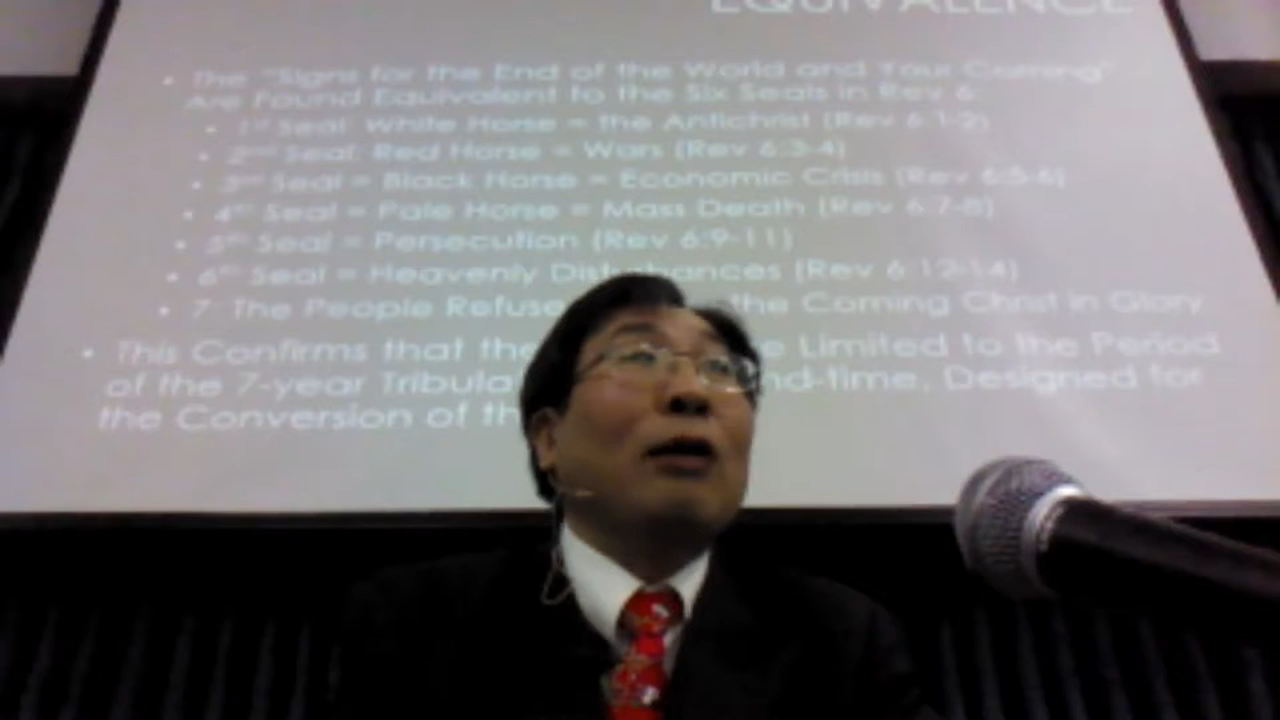 EQUIVALENCE
• The "Signs for the End of the World and Your Coming"
Are Found Equivalent to the Six Seals in Rev 6:
• 1st Seal: White Horse = the Antichrist (Rev 6:1-2)
• 2nd Seal: Red Horse = Wars (Rev 6:3-4)
• 3rd Seal = Black Horse = Economic Crisis (Rev 6:5-6)
• 4th Seal = Pale Horse = Mass Death (Rev 6:7-8)
• 5th Seal = Persecution (Rev 6:9-11)
• 6th Seal = Heavenly Disturbances (Rev 6:12-14)
• 7: The People Refuse the Coming Christ in Glory
• This Confirms that the Limited to the Period
of the 7-year Tribula nd-time, Designed for
the Conversion of th